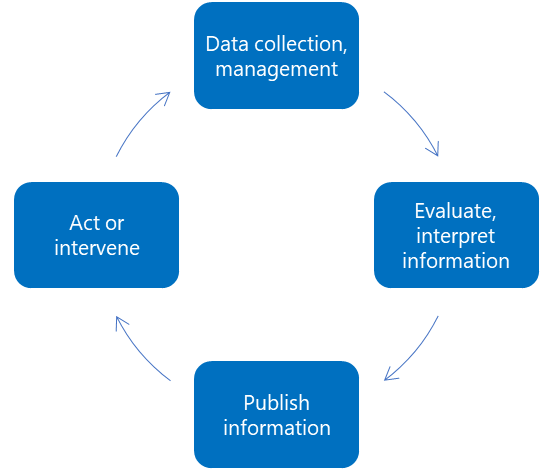 Data collection,
management
Evaluate,
interpret
information
Publish
information
Act or
intervene